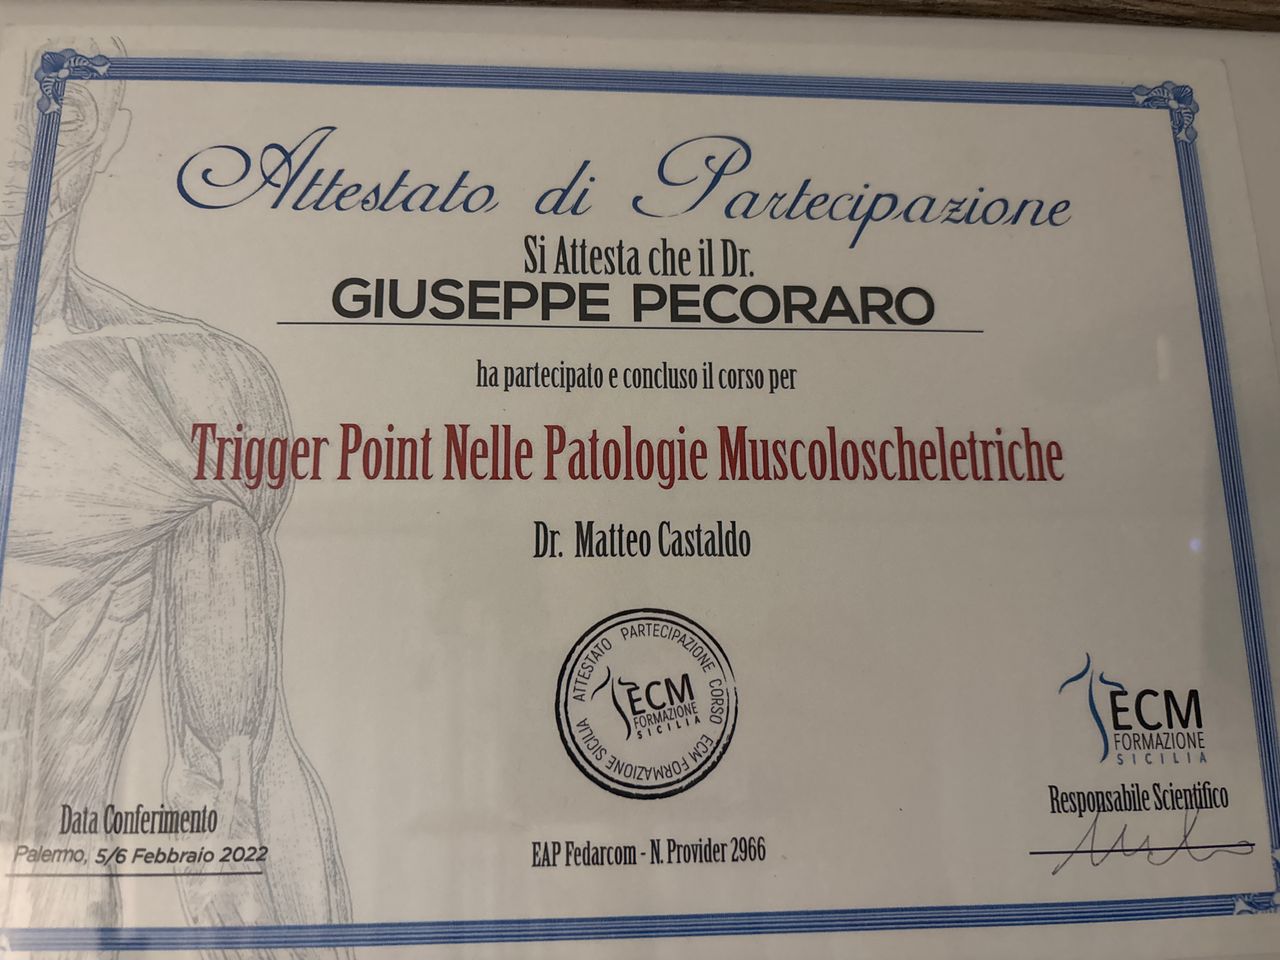 Attestato di Partecipazione
Si Attesta che il Dr.
GIUSEPPE PECORARO
ha partecipato e concluso il corso per
Trigger Point Nelle Patologie Muscoloscheletriche
Dr. Matteo Castaldo
ATTESTATO PARTECIPAZIONE CORSO ECM FORMAZIONE SICILIA
ECM
FORMAZIONE
SICILIA
ECM
FORMAZIONE
SICILIA
Responsabile Scientifico
Data Conferimento
Palermo, 5/6 Febbraio 2022
EAP Fedarcom - N. Provider 2966